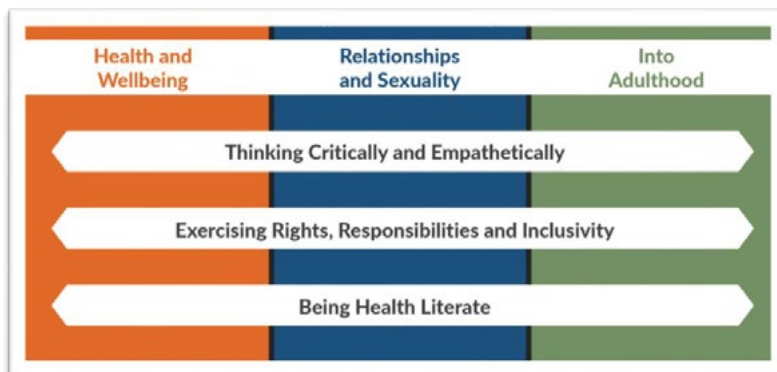 Health and
Wellbeing
Relationships
and Sexuality
Into
Adulthood
Thinking Critically and Empathetically
Exercising Rights, Responsibilities and Inclusivity
Being Health Literate